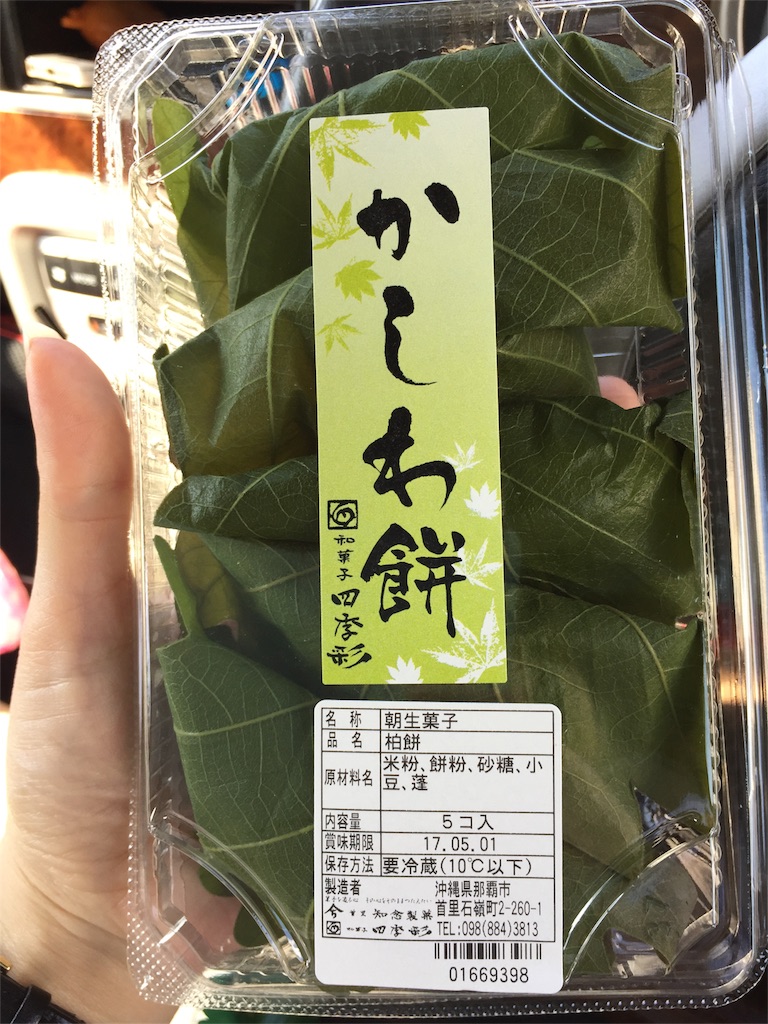 かしわ餅
和菓子 四季彩
名称 朝生菓子
品名 柏餅
原材料名 米粉、餅粉、砂糖、小
豆、蓬
内容量 5コ入
賞味期限 17.05.01
保存方法 要冷蔵(10℃以下)
製造者 沖縄県那覇市
首里石嶺町2-260-1
知念製菓
和菓子 四季彩 TEL:098(884)3813
01669398